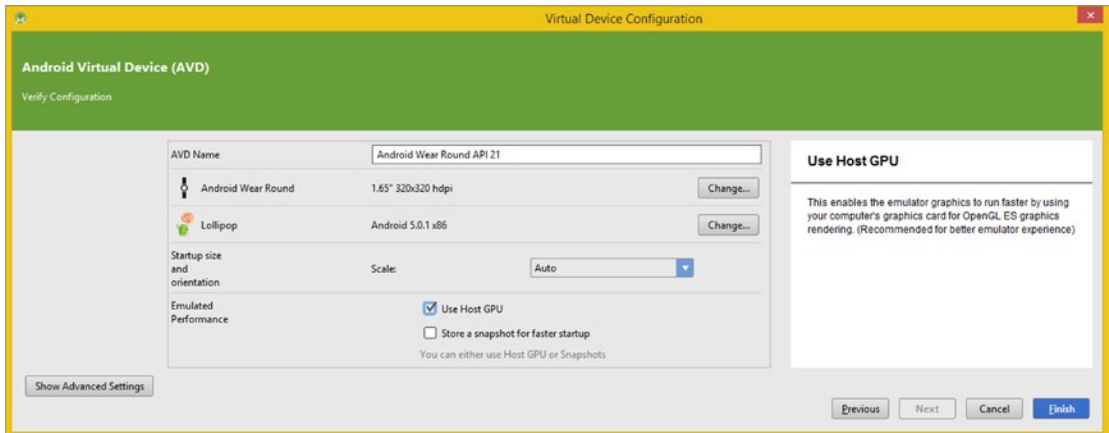 Virtual Device Configuration
Android Virtual Device (AVD)
Verify Configuration
AVD Name
Android Wear Round API 21
Android Wear Round
1.65" 320x320 hdpi
Change...
Lollipop
Android 5.0.1 x86
Change...
Startup size
and
orientation
Scale:
Auto
Emulated
Performance
Use Host GPU
Store a snapshot for faster startup
You can either use Host GPU or Snapshots
Use Host GPU
This enables the emulator graphics to run faster by using
your computer's graphics card for OpenGL ES graphics
rendering. (Recommended for better emulator experience)
Show Advanced Settings
Previous
Next
Cancel
Finish